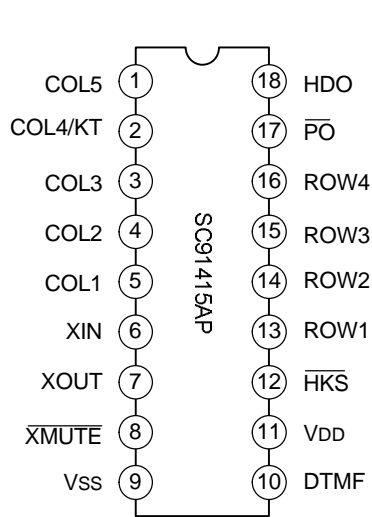 COL5 1 18 HDO
COL4/KT 2 17 PO
COL3 3 16 ROW4
COL2 4 15 ROW3
COL1 5 14 ROW2
XIN 6 13 ROW1
XOUT 7 12 HKS
XMUTE 8 11 VDD
VSS 9 10 DTMF
SC91415AP